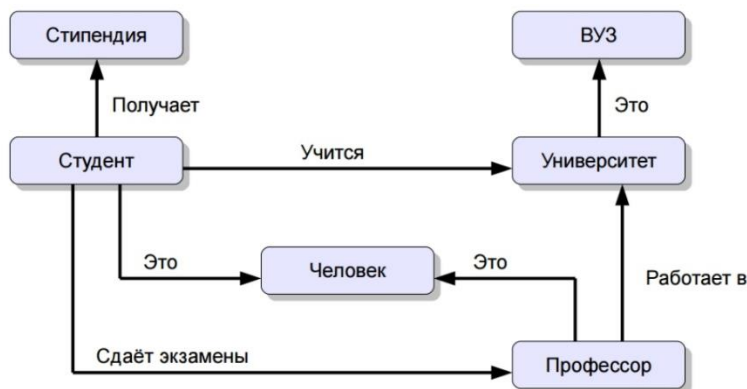 Стипендия
ВУЗ
Получает
Это
Студент
Учится
Университет
Это
Человек
Это
Работает в
Сдаёт экзамены
Профессор